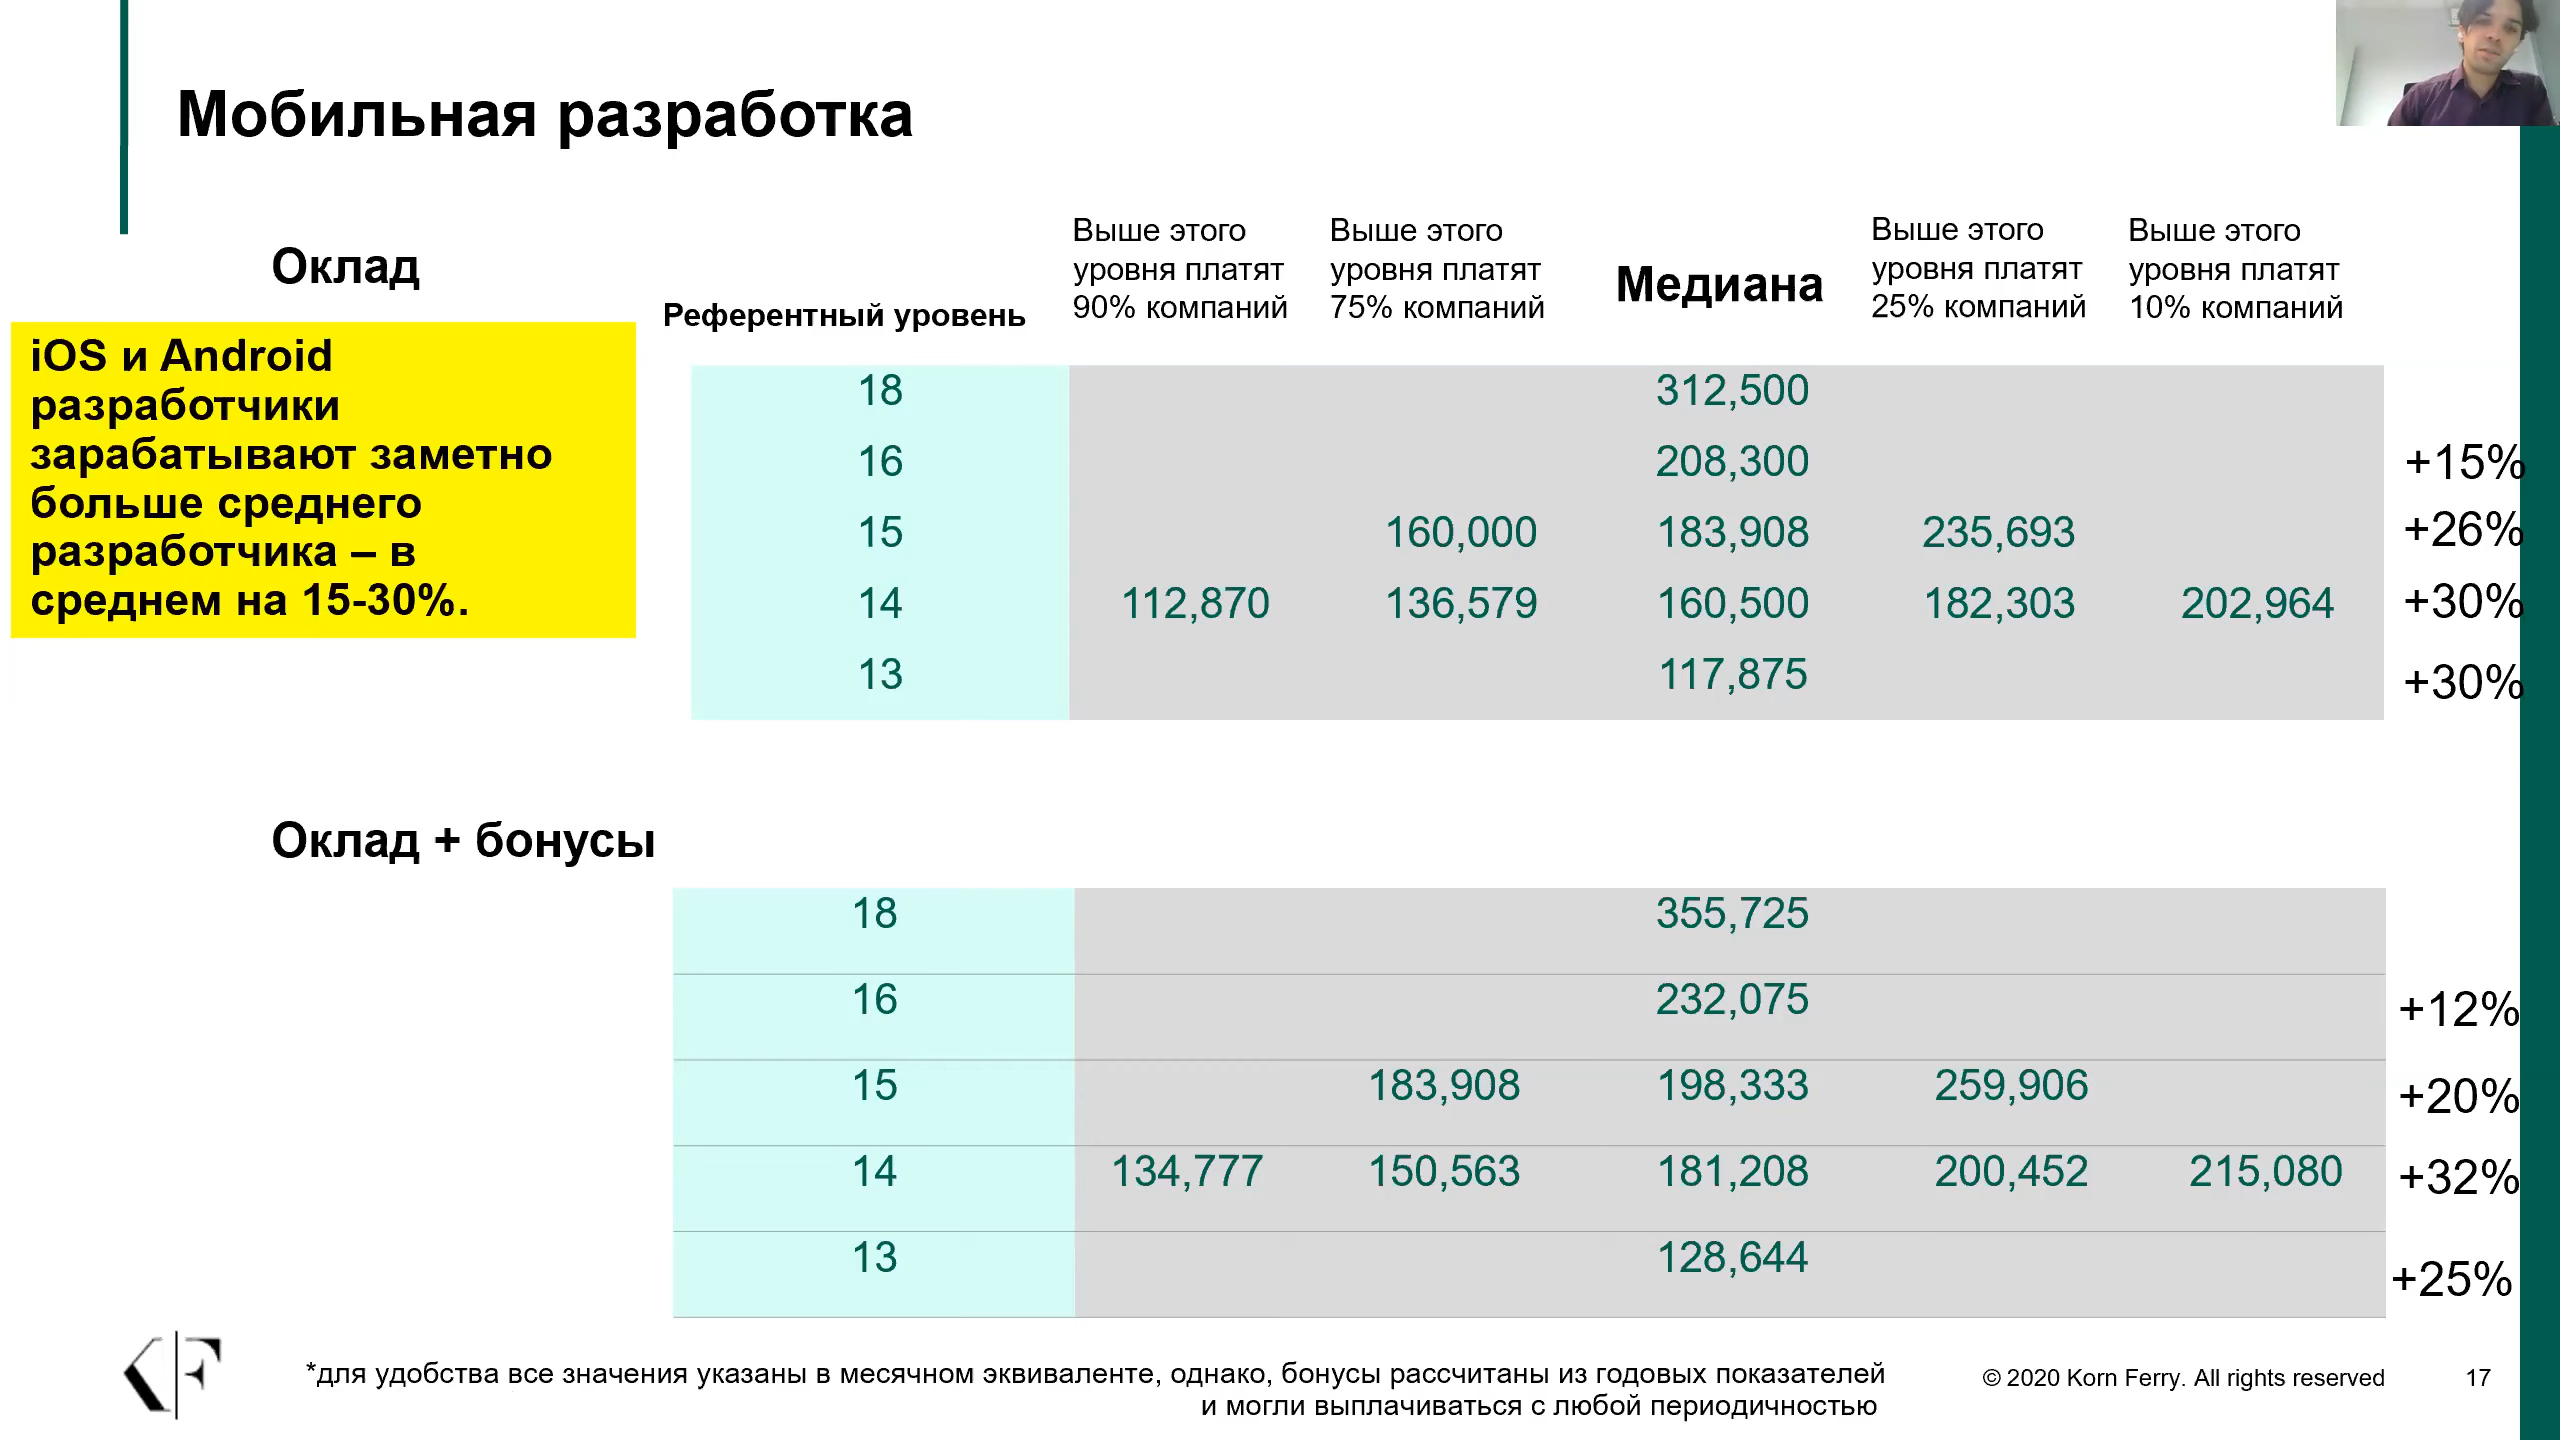 Мобильная разработка
Оклад
iOS и Android
разработчики
зарабатывают заметно
больше среднего
разработчика – в
среднем на 15-30%.
Референтный уровень
Выше этого
уровня платят
90% компаний
Выше этого
уровня платят
75% компаний
Медиана
Выше этого
уровня платят
25% компаний
Выше этого
уровня платят
10% компаний
18 312,500
16 208,300 +15%
15 160,000 183,908 235,693 +26%
14 112,870 136,579 160,500 182,303 202,964 +30%
13 117,875 +30%
Оклад + бонусы
18 355,725
16 232,075 +12%
15 183,908 198,333 259,906 +20%
14 134,777 150,563 181,208 200,452 215,080 +32%
13 128,644 +25%
KF
*для удобства все значения указаны в месячном эквиваленте, однако, бонусы рассчитаны из годовых показателей
и могли выплачиваться с любой периодичностью
© 2020 Korn Ferry. All rights reserved 17